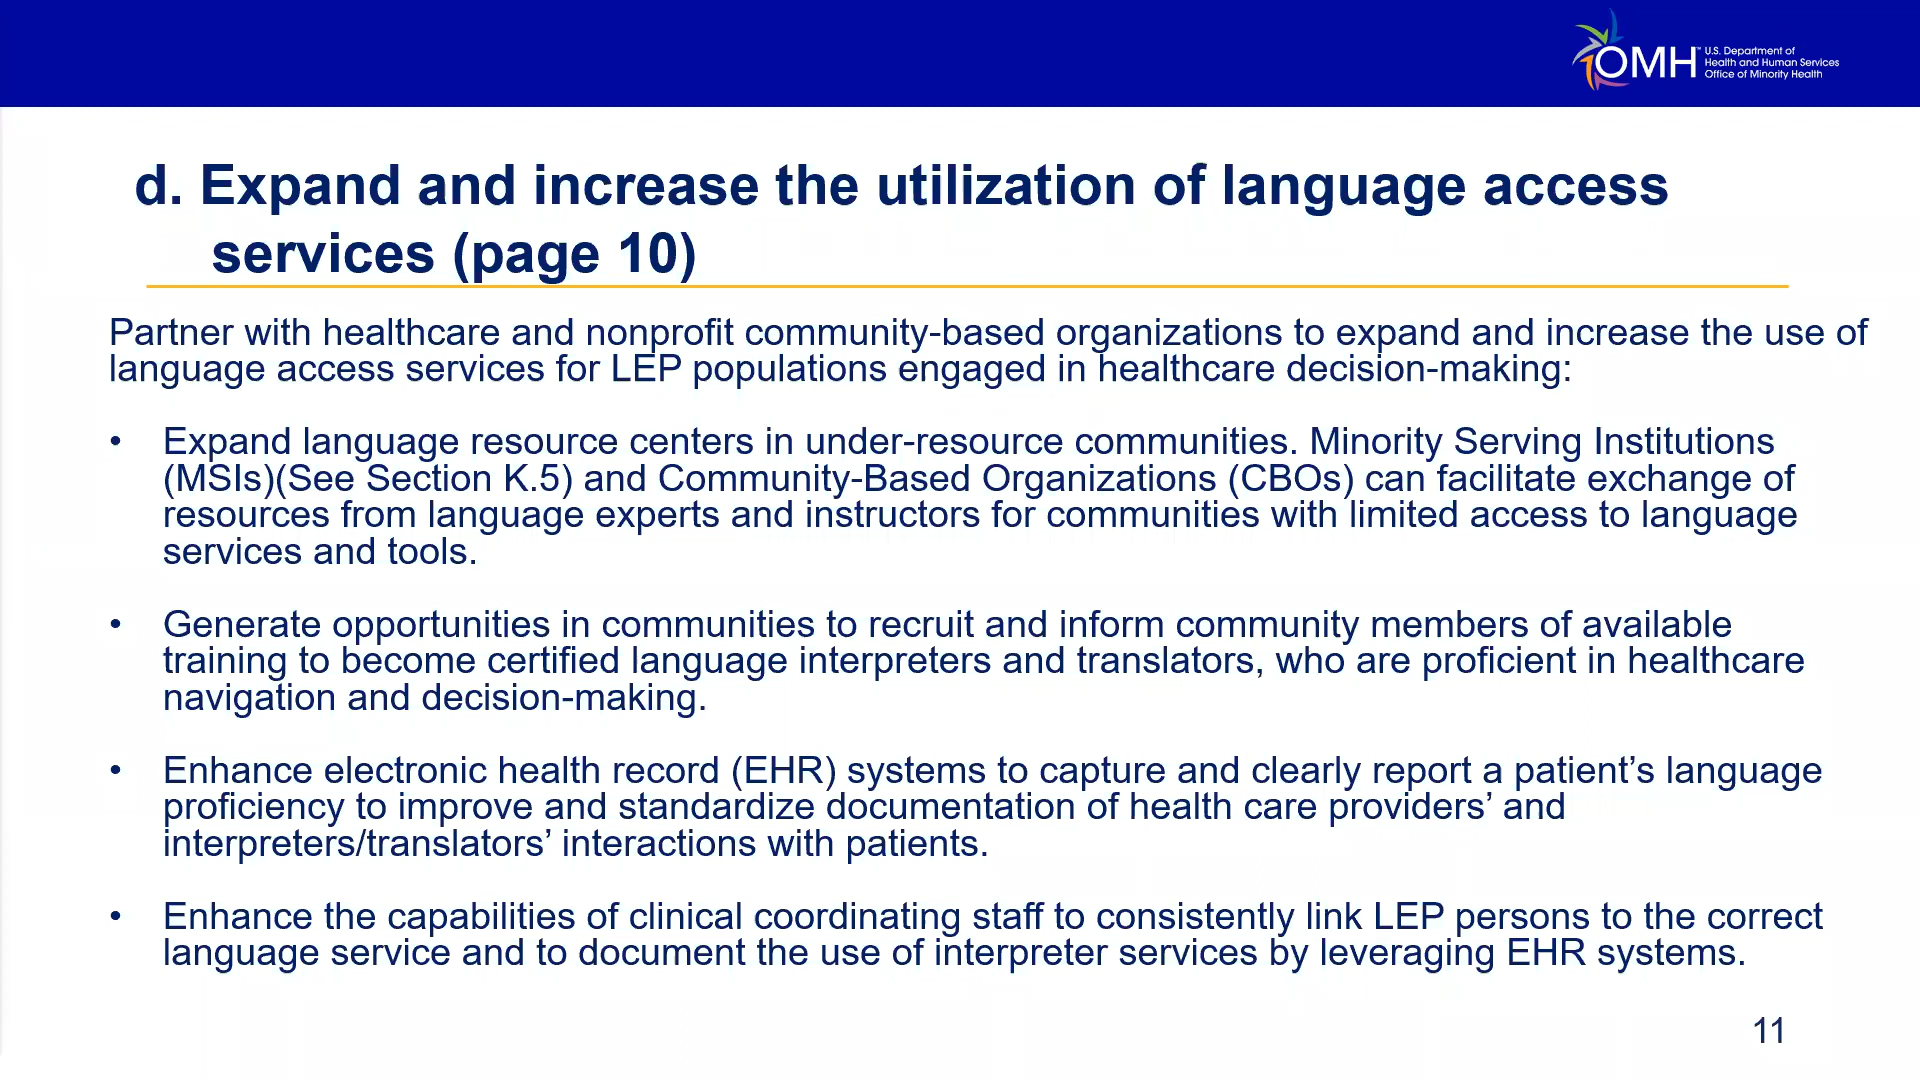 OMH™ U.S. Department of
Health and Human Services
Office of Minority Health
d. Expand and increase the utilization of language access
services (page 10)
Partner with healthcare and nonprofit community-based organizations to expand and increase the use of
language access services for LEP populations engaged in healthcare decision-making:
• Expand language resource centers in under-resource communities. Minority Serving Institutions
(MSIs)(See Section K.5) and Community-Based Organizations (CBOs) can facilitate exchange of
resources from language experts and instructors for communities with limited access to language
services and tools.
• Generate opportunities in communities to recruit and inform community members of available
training to become certified language interpreters and translators, who are proficient in healthcare
navigation and decision-making.
• Enhance electronic health record (EHR) systems to capture and clearly report a patient’s language
proficiency to improve and standardize documentation of health care providers’ and
interpreters/translators’ interactions with patients.
• Enhance the capabilities of clinical coordinating staff to consistently link LEP persons to the correct
language service and to document the use of interpreter services by leveraging EHR systems.
11